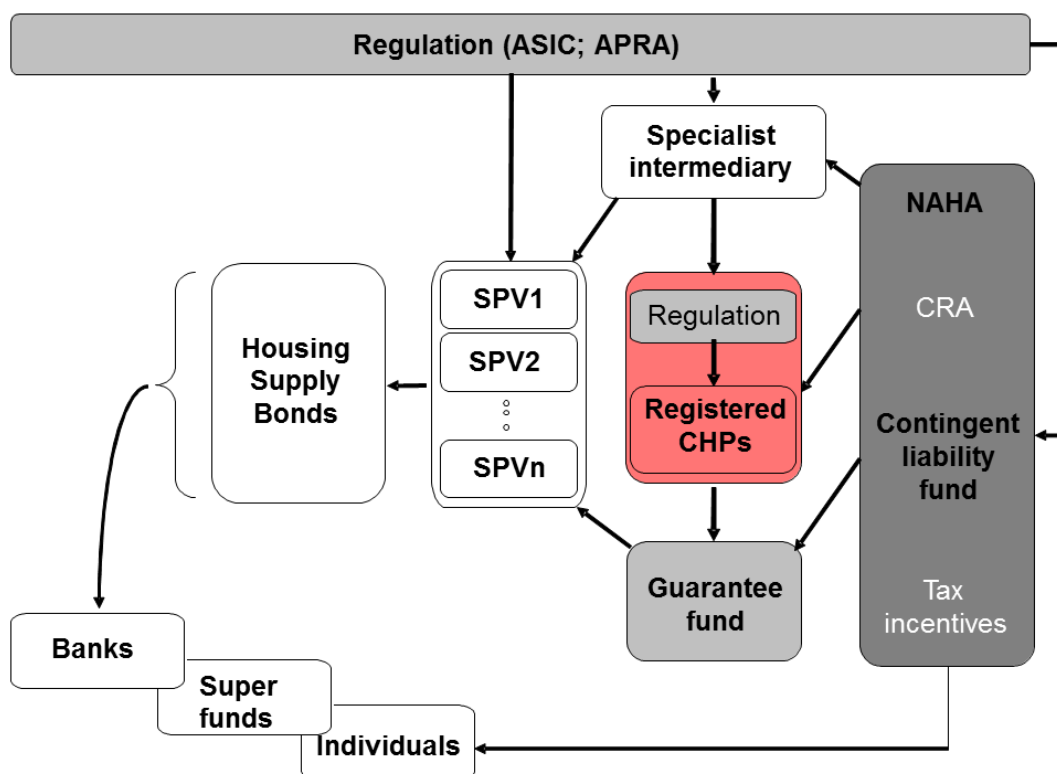 Regulation (ASIC; APRA)
Specialist
intermediary
NAHA
SPV1
Regulation
CRA
Housing
Supply
Bonds
SPV2
Registered
CHPs
Contingent
liability
fund
SPVn
Guarantee
fund
Tax
incentives
Banks
Super
funds
Individuals